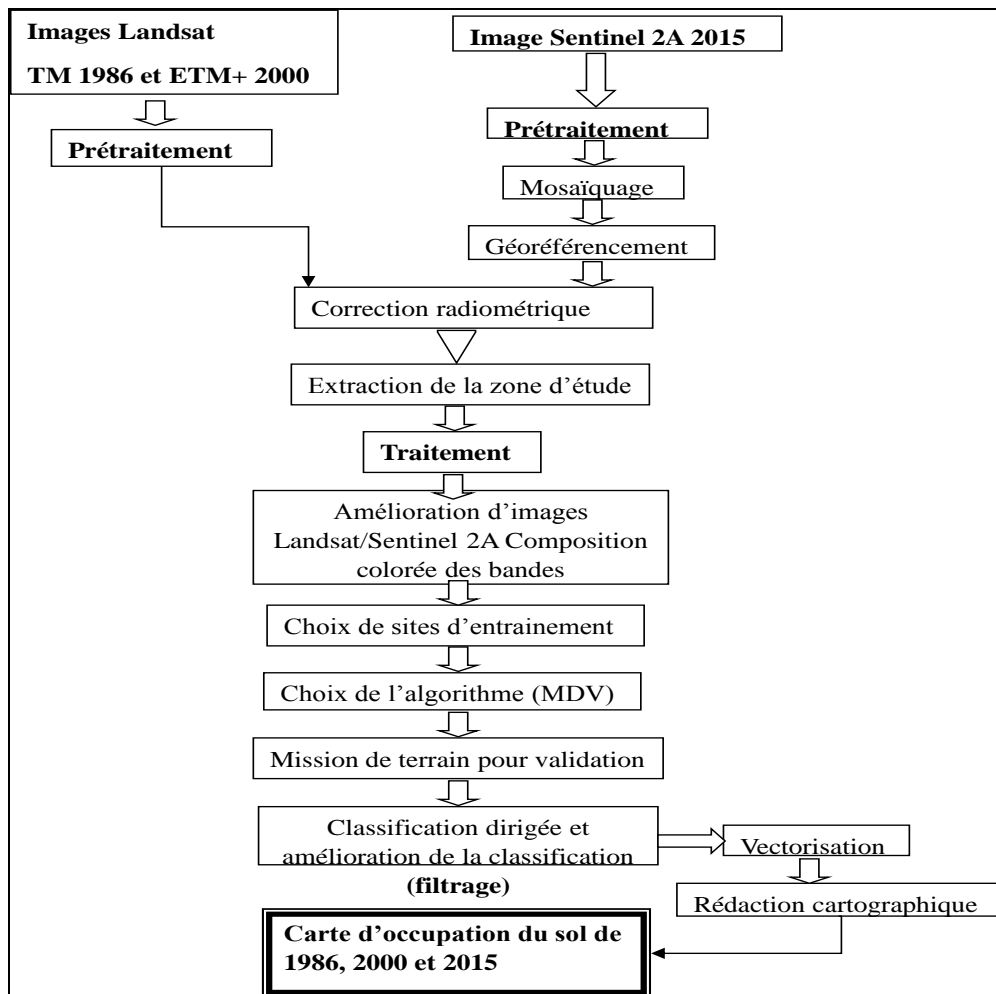 Images Landsat
TM 1986 et ETM+ 2000
Image Sentinel 2A 2015
Prétraitement
Prétraitement
Mosaïquage
Géoréférencement
Correction radiométrique
Extraction de la zone d’étude
Traitement
Amélioration d’images
Landsat/Sentinel 2A Composition
colorée des bandes
Choix de sites d’entrainement
Choix de l’algorithme (MDV)
Mission de terrain pour validation
Classification dirigée et
amélioration de la classification
(filtrage)
Vectorisation
Rédaction cartographique
Carte d’occupation du sol de
1986, 2000 et 2015